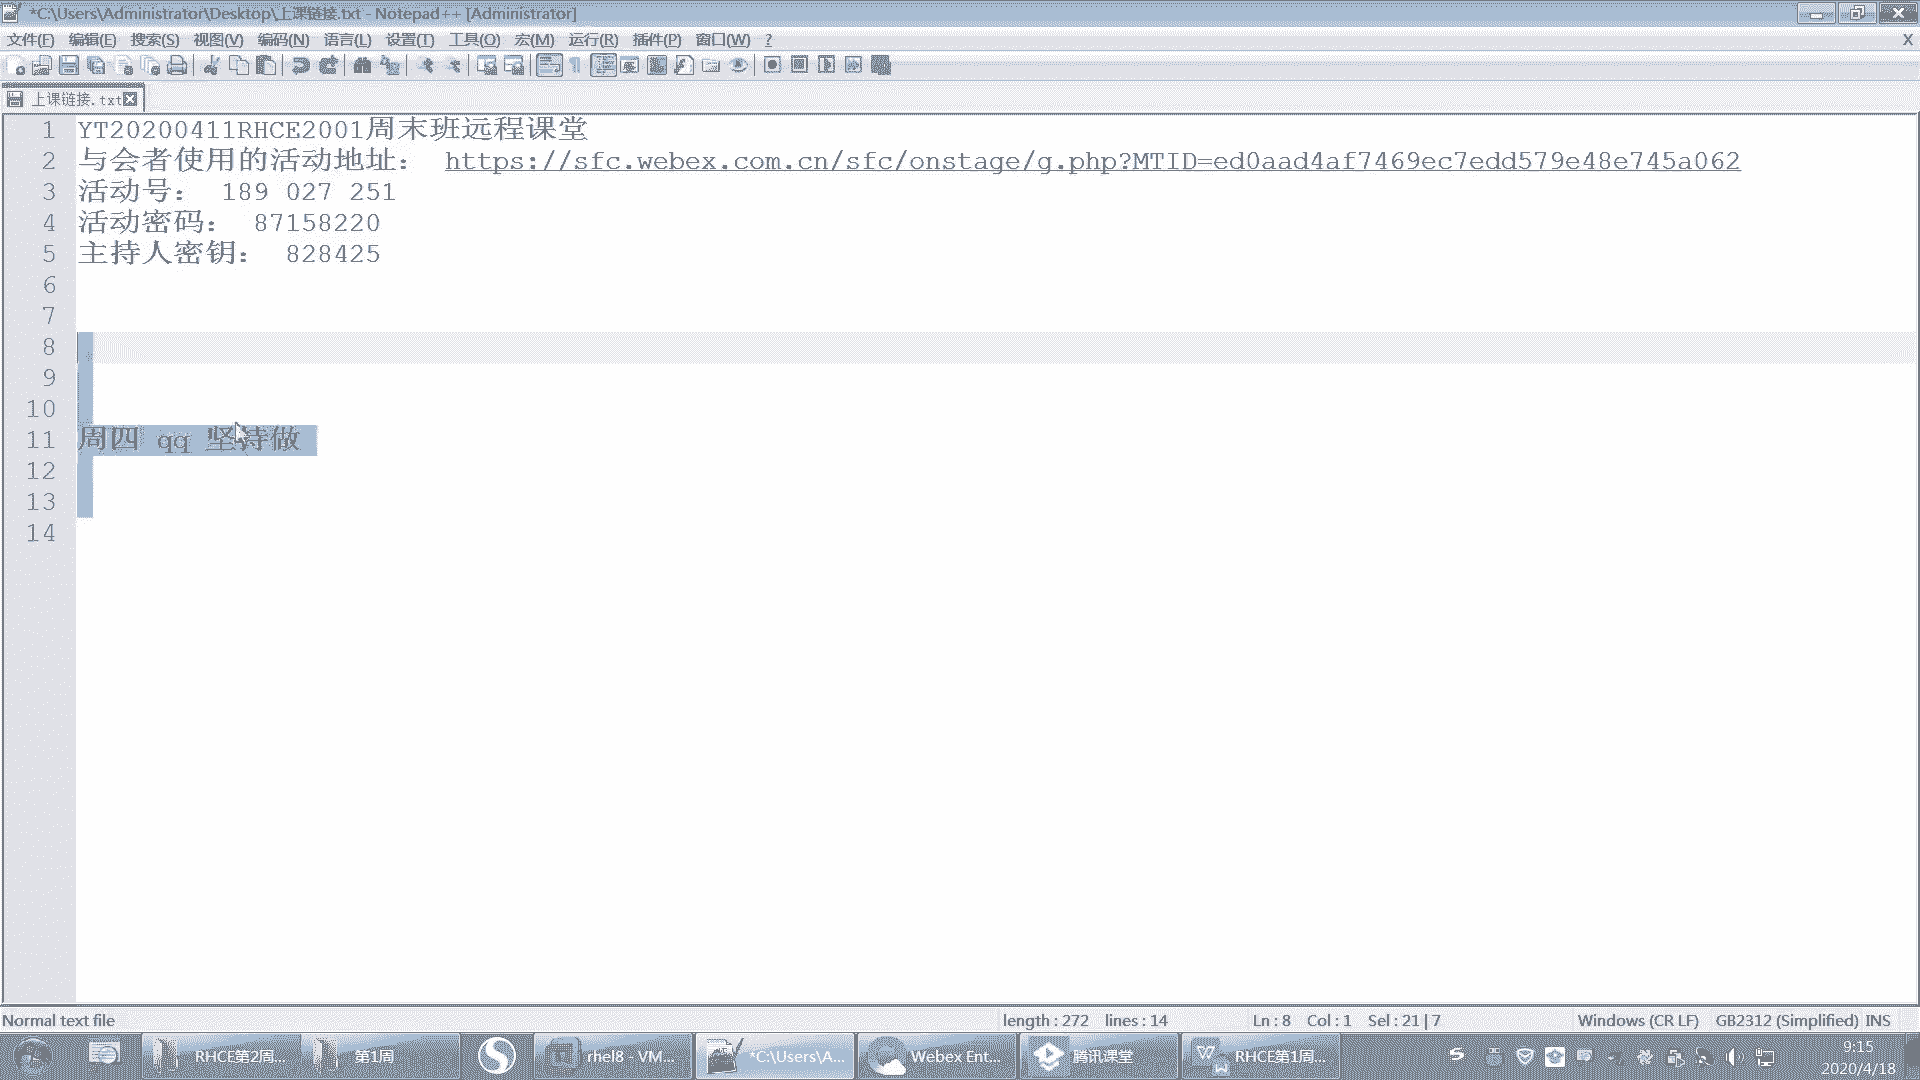 *C:\Users\Administrator\Desktop\上课链接.txt - Notepad++ [Administrator]
文件(F) 编辑(E) 搜索(S) 视图(V) 编码(N) 语言(L) 设置(T) 工具(O) 宏(M) 运行(R) 插件(P) 窗口(W) ? X
上课链接.txt
1 YT20200411RHCE2001周末班远程课堂
2 与会者使用的活动地址： https://sfc.webex.com.cn/sfc/onstage/g.php?MTID=ed0aad4af7469ec7edd579e48e745a062
3 活动号： 189 027 251
4 活动密码： 87158220
5 主持人密钥： 828425
6
7
8
9
10
11 周四 qq 坚持做
12
13
14
Normal text file length : 272 lines : 14 Ln : 8 Col : 1 Sel : 21 | 7 Windows (CR LF) GB2312 (Simplified) INS
RHCE第2周... 第1周 rhel8 - VM... *C:\Users\A... Webex Ent... 腾讯课堂 RHCE第1周... 9:15
2020/4/18